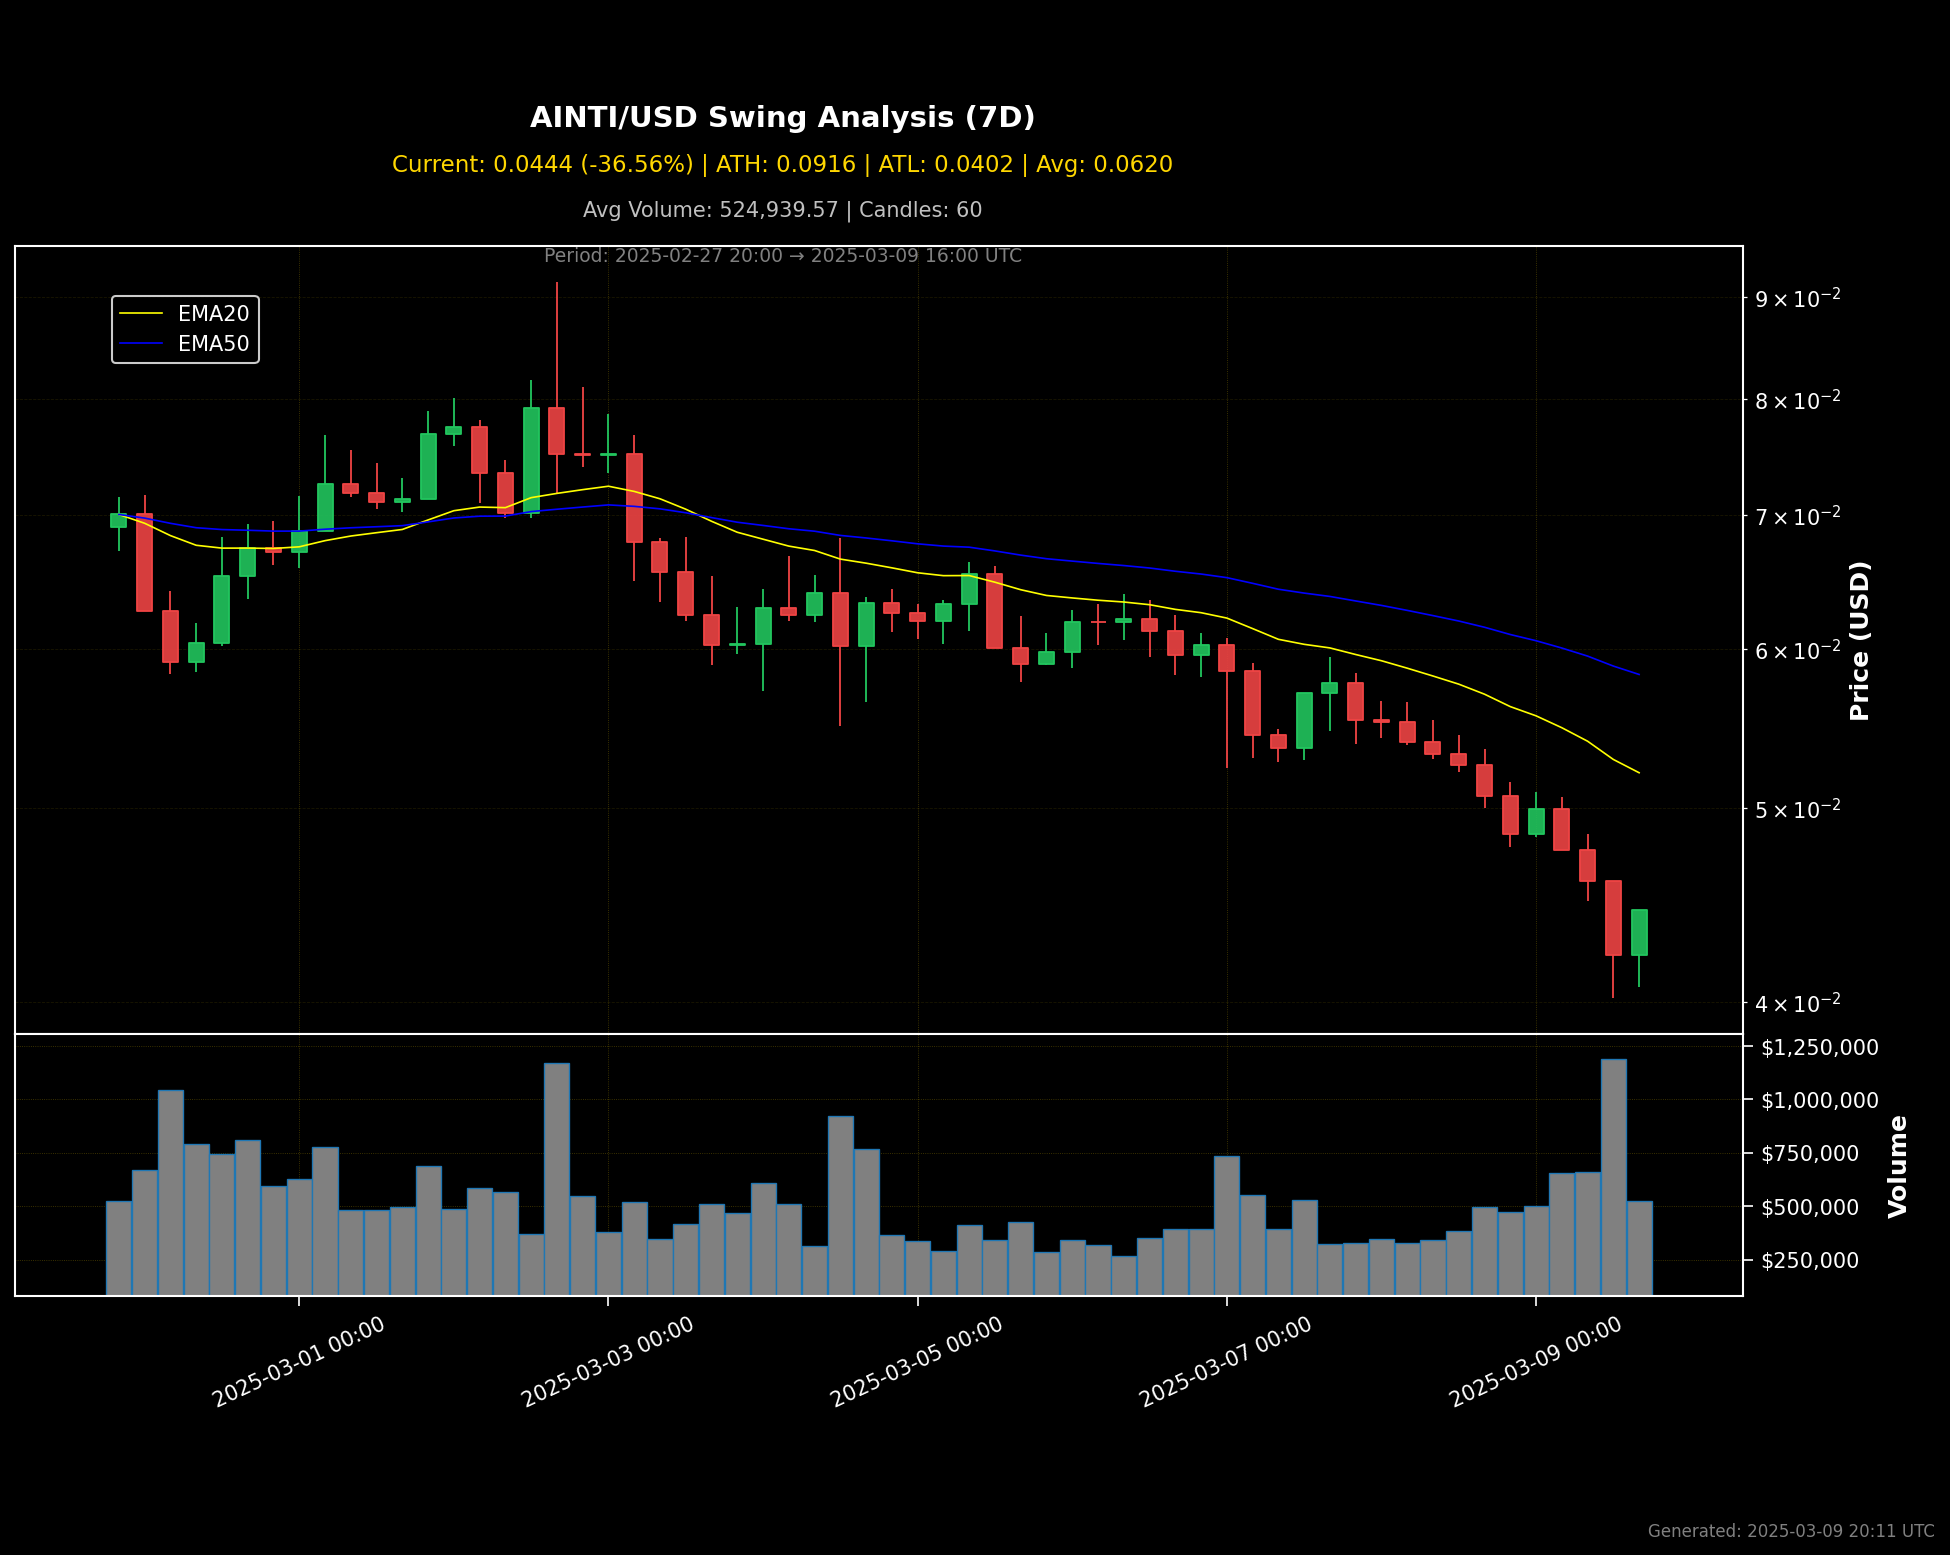 AINTI/USD Swing Analysis (7D)
Current: 0.0444 (-36.56%) | ATH: 0.0916 | ATL: 0.0402 | Avg: 0.0620
Avg Volume: 524,939.57 | Candles: 60
Period: 2025-02-27 20:00 → 2025-03-09 16:00 UTC
EMA20
EMA50
9 × 10⁻²
8 × 10⁻²
7 × 10⁻²
6 × 10⁻²
5 × 10⁻²
4 × 10⁻²
Price (USD)
$1,250,000
$1,000,000
$750,000
$500,000
$250,000
Volume
2025-03-01 00:00
2025-03-03 00:00
2025-03-05 00:00
2025-03-07 00:00
2025-03-09 00:00
Generated: 2025-03-09 20:11 UTC